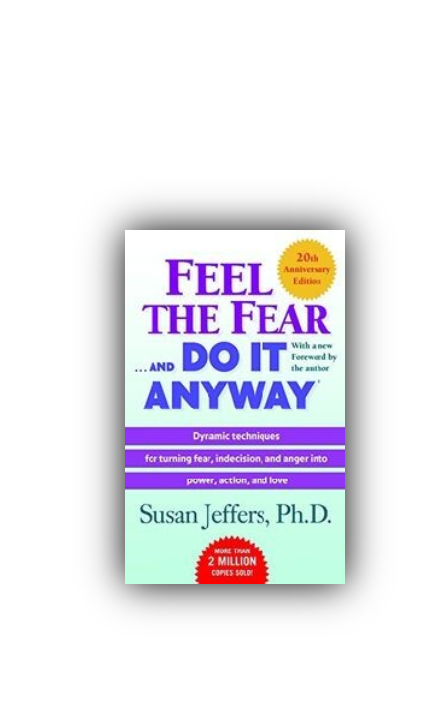 20th
Anniversary
Edition
FEEL
THE FEAR
...AND DO IT
ANYWAY®
With a new
Foreword by
the author
Dynamic techniques
for turning fear, indecision, and anger into
power, action, and love
Susan Jeffers, Ph.D.
MORE THAN
2 MILLION
COPIES SOLD!